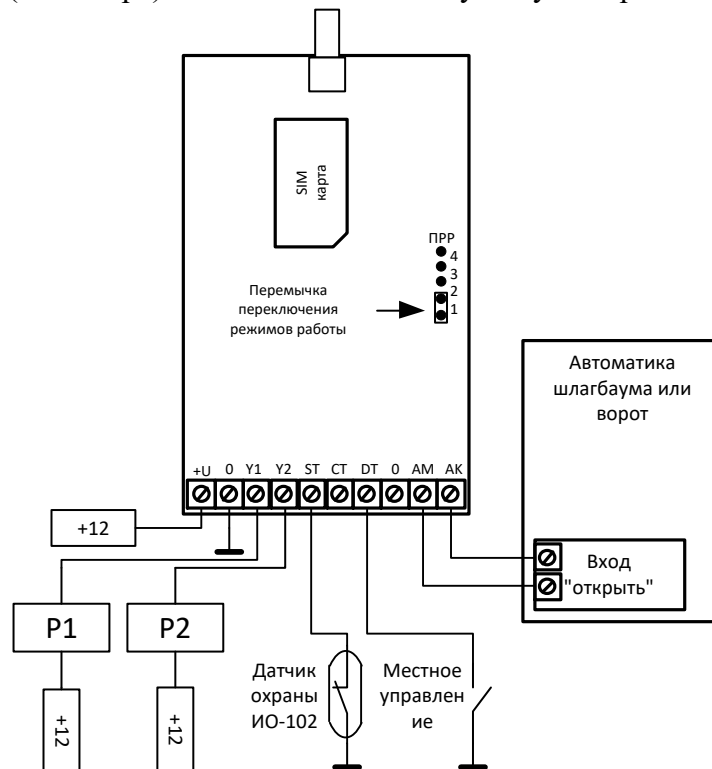 SIM
карта
ПРР
4
3
2
1
Перемычка
переключения
режимов работы
Автоматика
шлагбаума или
ворот
+U 0 Y1 Y2 ST CT DT 0 AM AK
+12
Вход
"открыть"
P1
P2
Датчик
охраны
ИО-102
Местное
управлен
ие
+12
+12